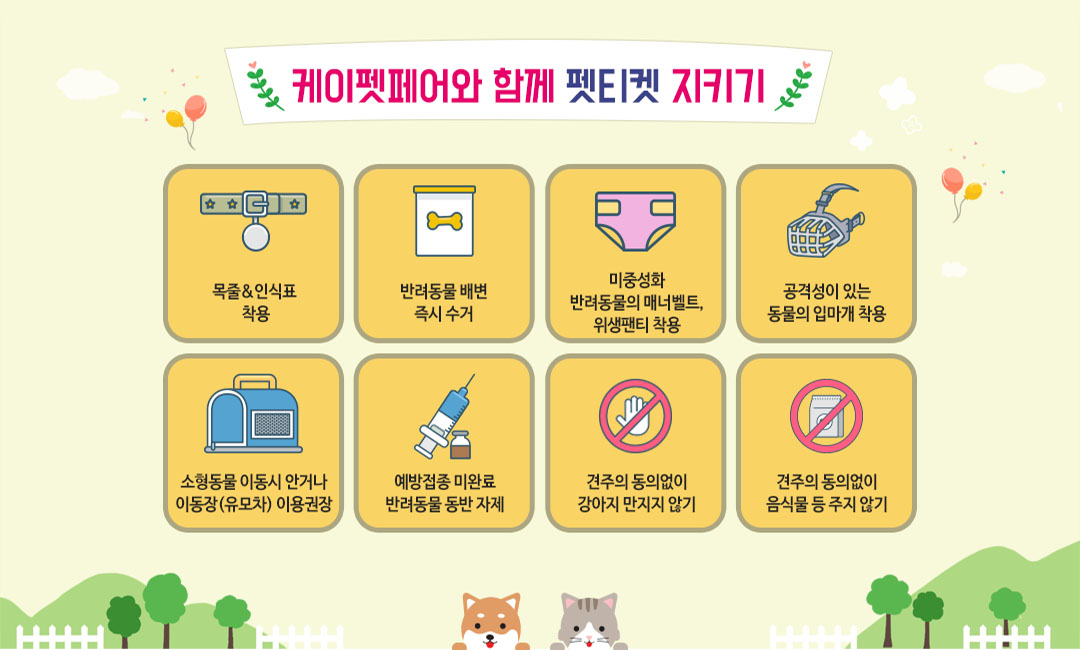 케이펫페어와 함께 펫티켓 지키기
목줄&인식표
착용
반려동물 배변
즉시 수거
미중성화
반려동물의 매너벨트,
위생팬티 착용
공격성이 있는
동물의 입마개 착용
소형동물 이동시 안거나
이동장(유모차) 이용권장
예방접종 미완료
반려동물 동반 자제
견주의 동의없이
강아지 만지지 않기
견주의 동의없이
음식물 등 주지 않기